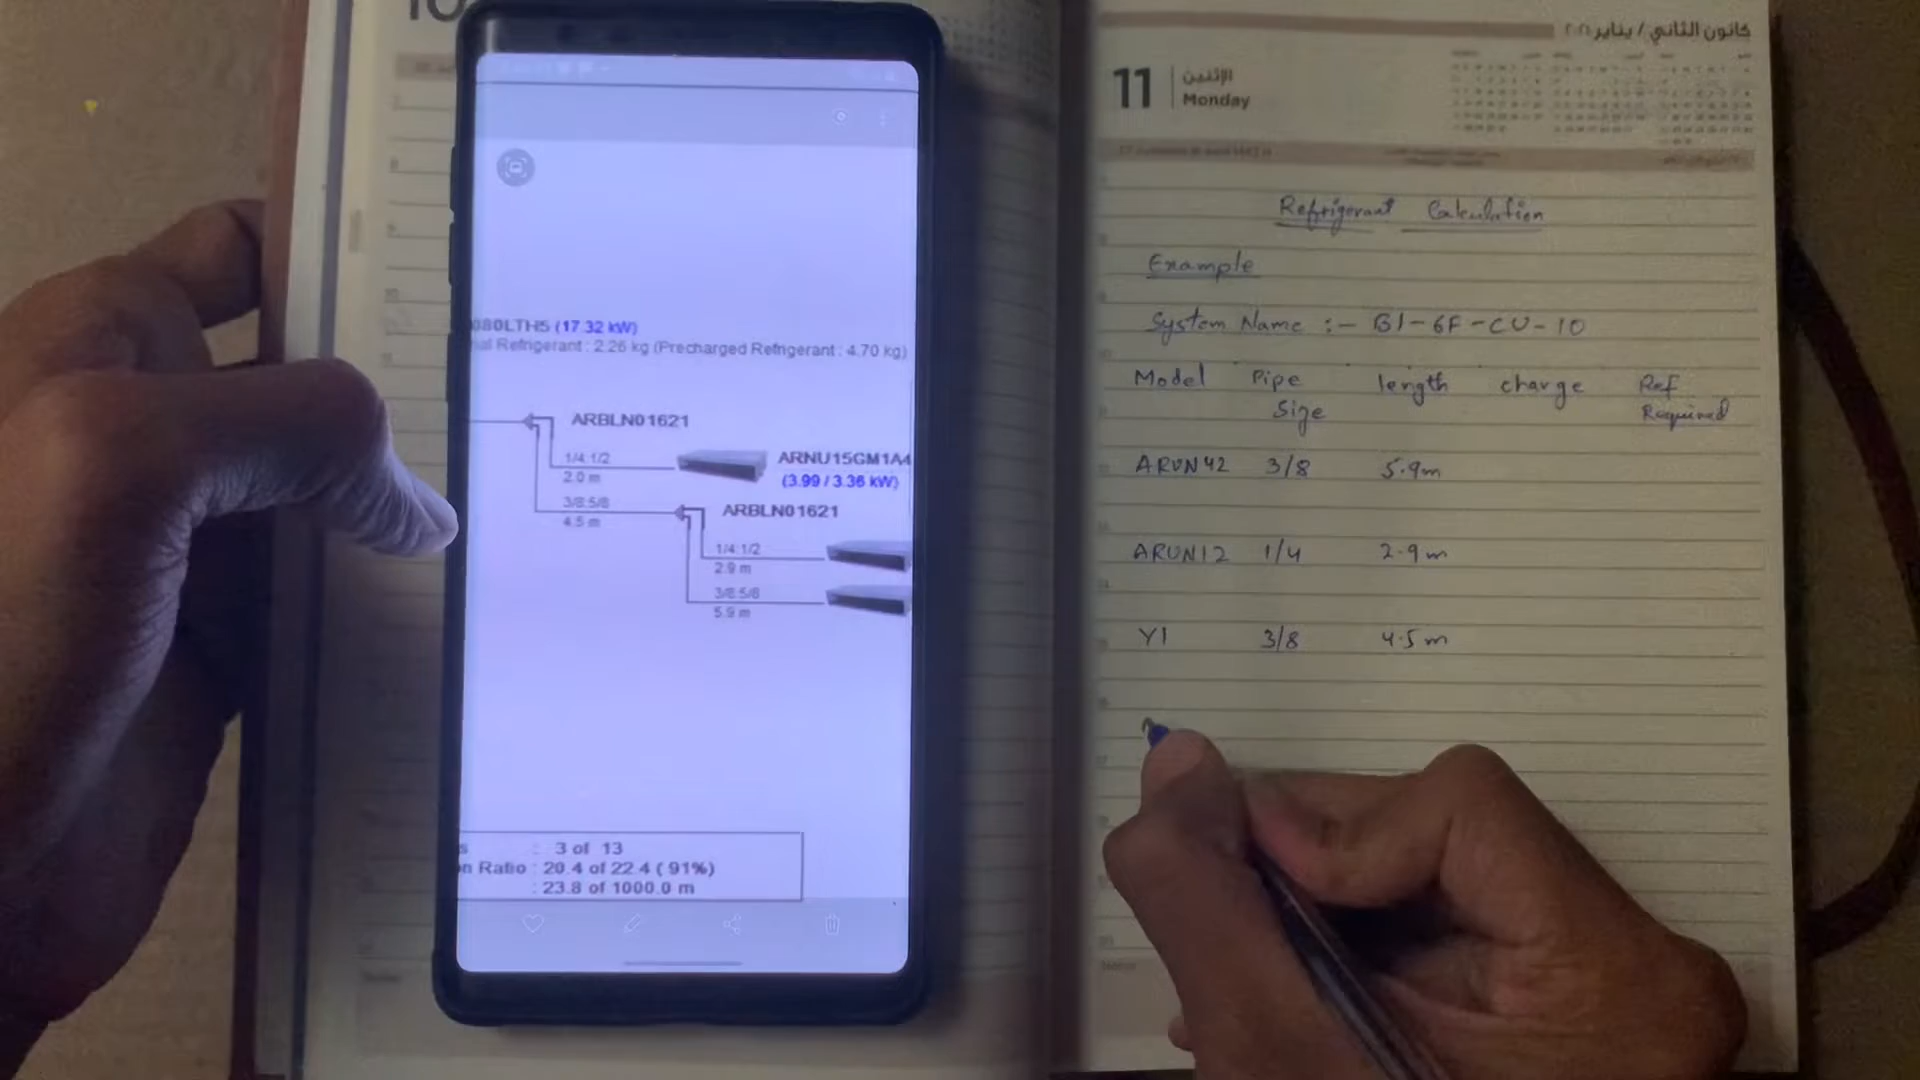 10
080LTH5 (17.32 kW)
nal Refrigerant : 2.26 kg (Precharged Refrigerant : 4.70 kg)
ARBLN01621
1/4:1/2
2.0 m
ARNU15GM1A4
(3.99 / 3.36 kW)
3/8:5/8
4.5 m
ARBLN01621
1/4:1/2
2.9 m
3/8:5/8
5.9 m
s : 3 of 13
n Ratio : 20.4 of 22.4 ( 91%)
: 23.8 of 1000.0 m
كانون الثاني / يناير ٢٠٢١
11
الإثنين
Monday
Refrigerant Calculation
Example
System Name :- B1-6F-CU-10
Model Pipe Size length charge Ref Required
ARUN42 3/8 5.9m
ARUN12 1/4 2.9m
Y1 3/8 4.5m
Notes